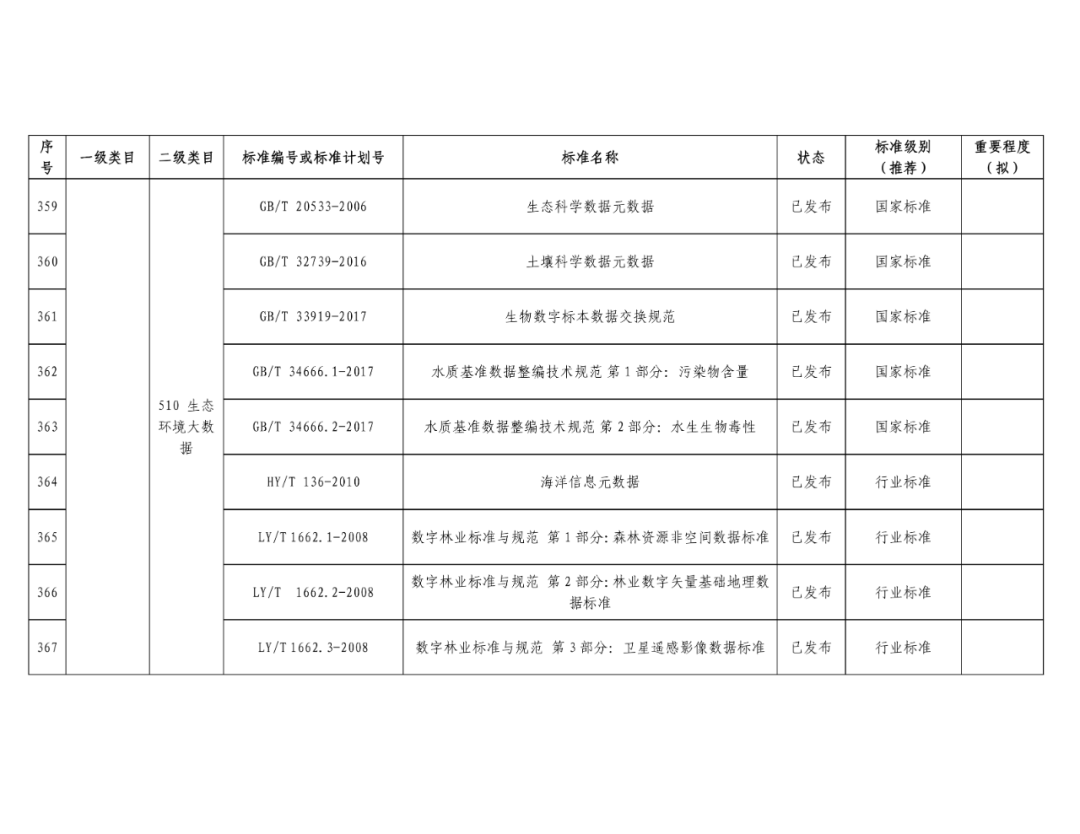 序号 一级类目 二级类目 标准编号或标准计划号 标准名称 状态 标准级别（推荐） 重要程度（拟）
510 生态环境大数据
359 GB/T 20533-2006 生态科学数据元数据 已发布 国家标准
360 GB/T 32739-2016 土壤科学数据元数据 已发布 国家标准
361 GB/T 33919-2017 生物数字标本数据交换规范 已发布 国家标准
362 GB/T 34666.1-2017 水质基准数据整编技术规范 第 1 部分：污染物含量 已发布 国家标准
363 GB/T 34666.2-2017 水质基准数据整编技术规范 第 2 部分：水生生物毒性 已发布 国家标准
364 HY/T 136-2010 海洋信息元数据 已发布 行业标准
365 LY/T 1662.1-2008 数字林业标准与规范 第 1 部分：森林资源非空间数据标准 已发布 行业标准
366 LY/T 1662.2-2008 数字林业标准与规范 第 2 部分：林业数字矢量基础地理数据标准 已发布 行业标准
367 LY/T 1662.3-2008 数字林业标准与规范 第 3 部分：卫星遥感影像数据标准 已发布 行业标准